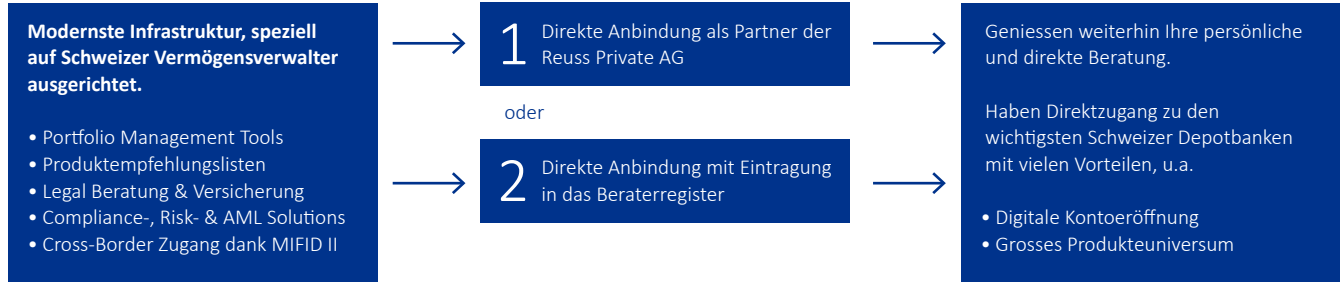 Modernste Infrastruktur, speziell
auf Schweizer Vermögensverwalter
ausgerichtet.
• Portfolio Management Tools
• Produktempfehlungslisten
• Legal Beratung & Versicherung
• Compliance-, Risk- & AML Solutions
• Cross-Border Zugang dank MIFID II
1
Direkte Anbindung als Partner der
Reuss Private AG
oder
2
Direkte Anbindung mit Eintragung
in das Beraterregister
Geniessen weiterhin Ihre persönliche
und direkte Beratung.
Haben Direktzugang zu den
wichtigsten Schweizer Depotbanken
mit vielen Vorteilen, u.a.
• Digitale Kontoeröffnung
• Grosses Produkteuniversum